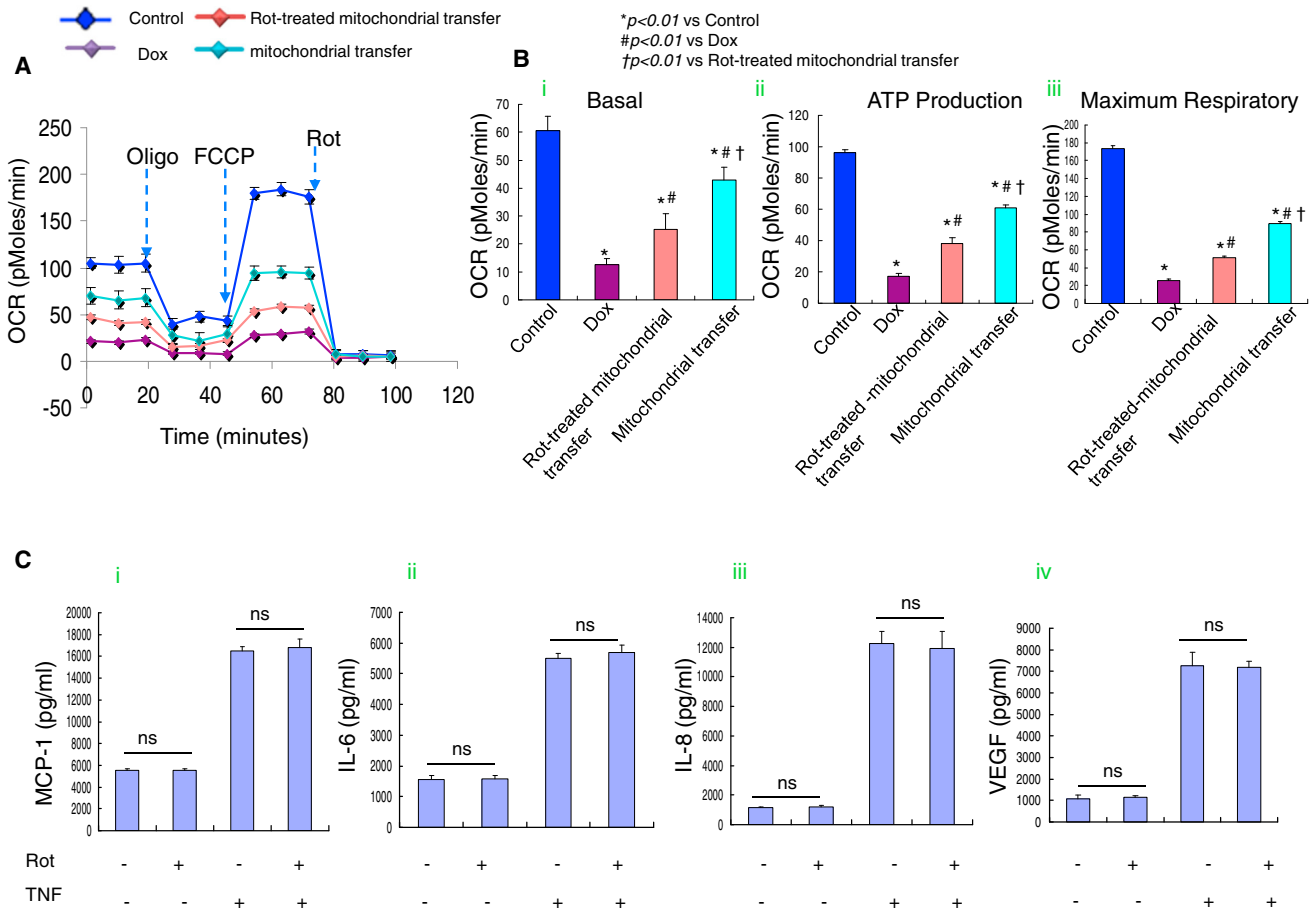 Control
Rot-treated mitochondrial transfer
Dox
mitochondrial transfer
*p<0.01 vs Control
#p<0.01 vs Dox
†p<0.01 vs Rot-treated mitochondrial transfer
A
250
200
150
100
50
0
-50
OCR (pMoles/min)
Oligo
FCCP
Rot
0 20 40 60 80 100 120
Time (minutes)
B
i
Basal
70
60
50
40
30
20
10
0
OCR (pMoles/min)
*
*#
*#†
Control
Dox
Rot-treated mitochondrial
transfer
Mitochondrial transfer
ii
ATP Production
120
100
80
60
40
20
0
OCR (pMoles/min)
*
*#
*#†
Control
Dox
Rot-treated -mitochondrial
transfer
Mitochondrial transfer
iii
Maximum Respiratory
200
180
160
140
120
100
80
60
40
20
0
OCR (pMoles/min)
*
*#
*#†
Control
Dox
Rot-treated-mitochondrial
transfer
Mitochondrial transfer
C
i
20000
18000
16000
14000
12000
10000
8000
6000
4000
2000
0
MCP-1 (pg/ml)
ns
ns
ii
7000
6000
5000
4000
3000
2000
1000
0
IL-6 (pg/ml)
ns
ns
iii
14000
12000
10000
8000
6000
4000
2000
0
IL-8 (pg/ml)
ns
ns
iv
9000
8000
7000
6000
5000
4000
3000
2000
1000
0
VEGF (pg/ml)
ns
ns
Rot - + - + - + - + - + - + - + - +
TNF - - + + - - + + - - + + - - + +